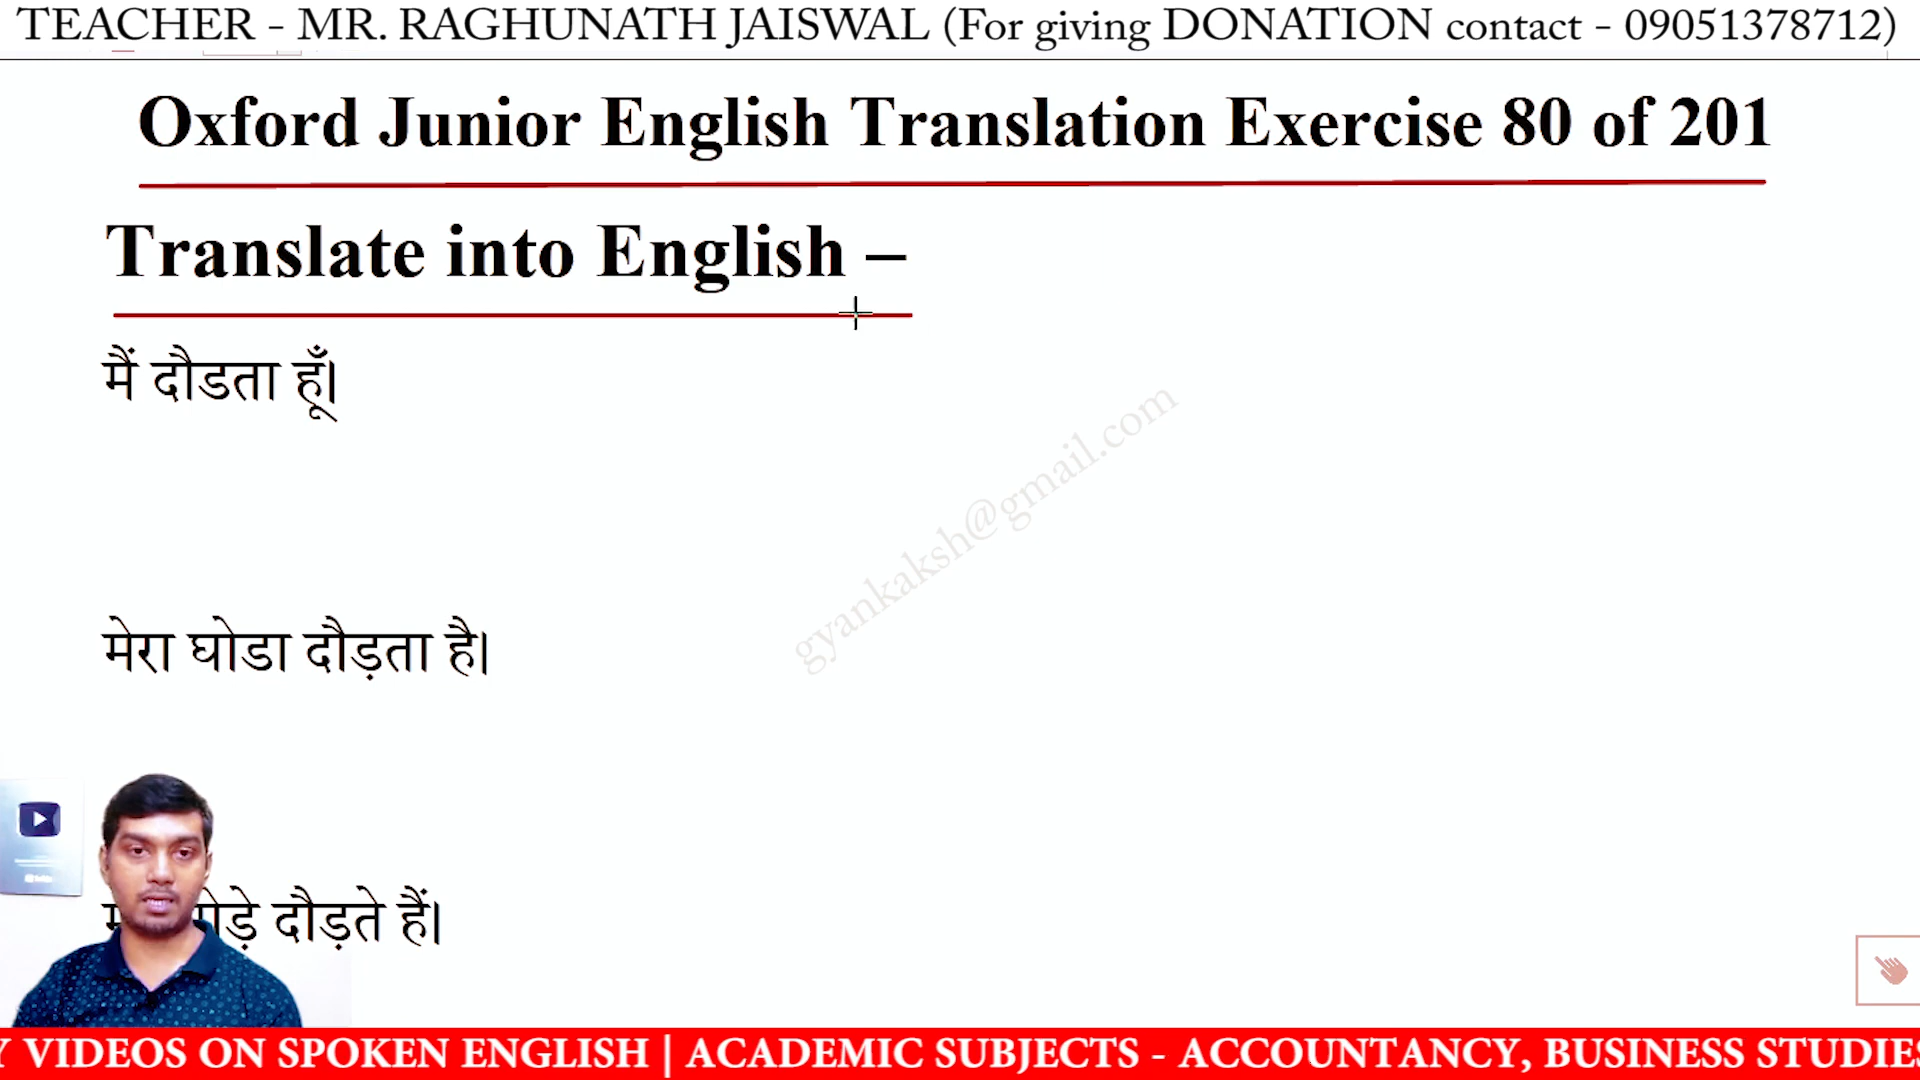 TEACHER - MR. RAGHUNATH JAISWAL (For giving DONATION contact - 09051378712)
Oxford Junior English Translation Exercise 80 of 201
Translate into English –
मैं दौडता हूँ।
gyankaksh@gmail.com
मेरा घोडा दौड़ता है।
दौड़ते हैं।
VIDEOS ON SPOKEN ENGLISH | ACADEMIC SUBJECTS - ACCOUNTANCY, BUSINESS STUDIES